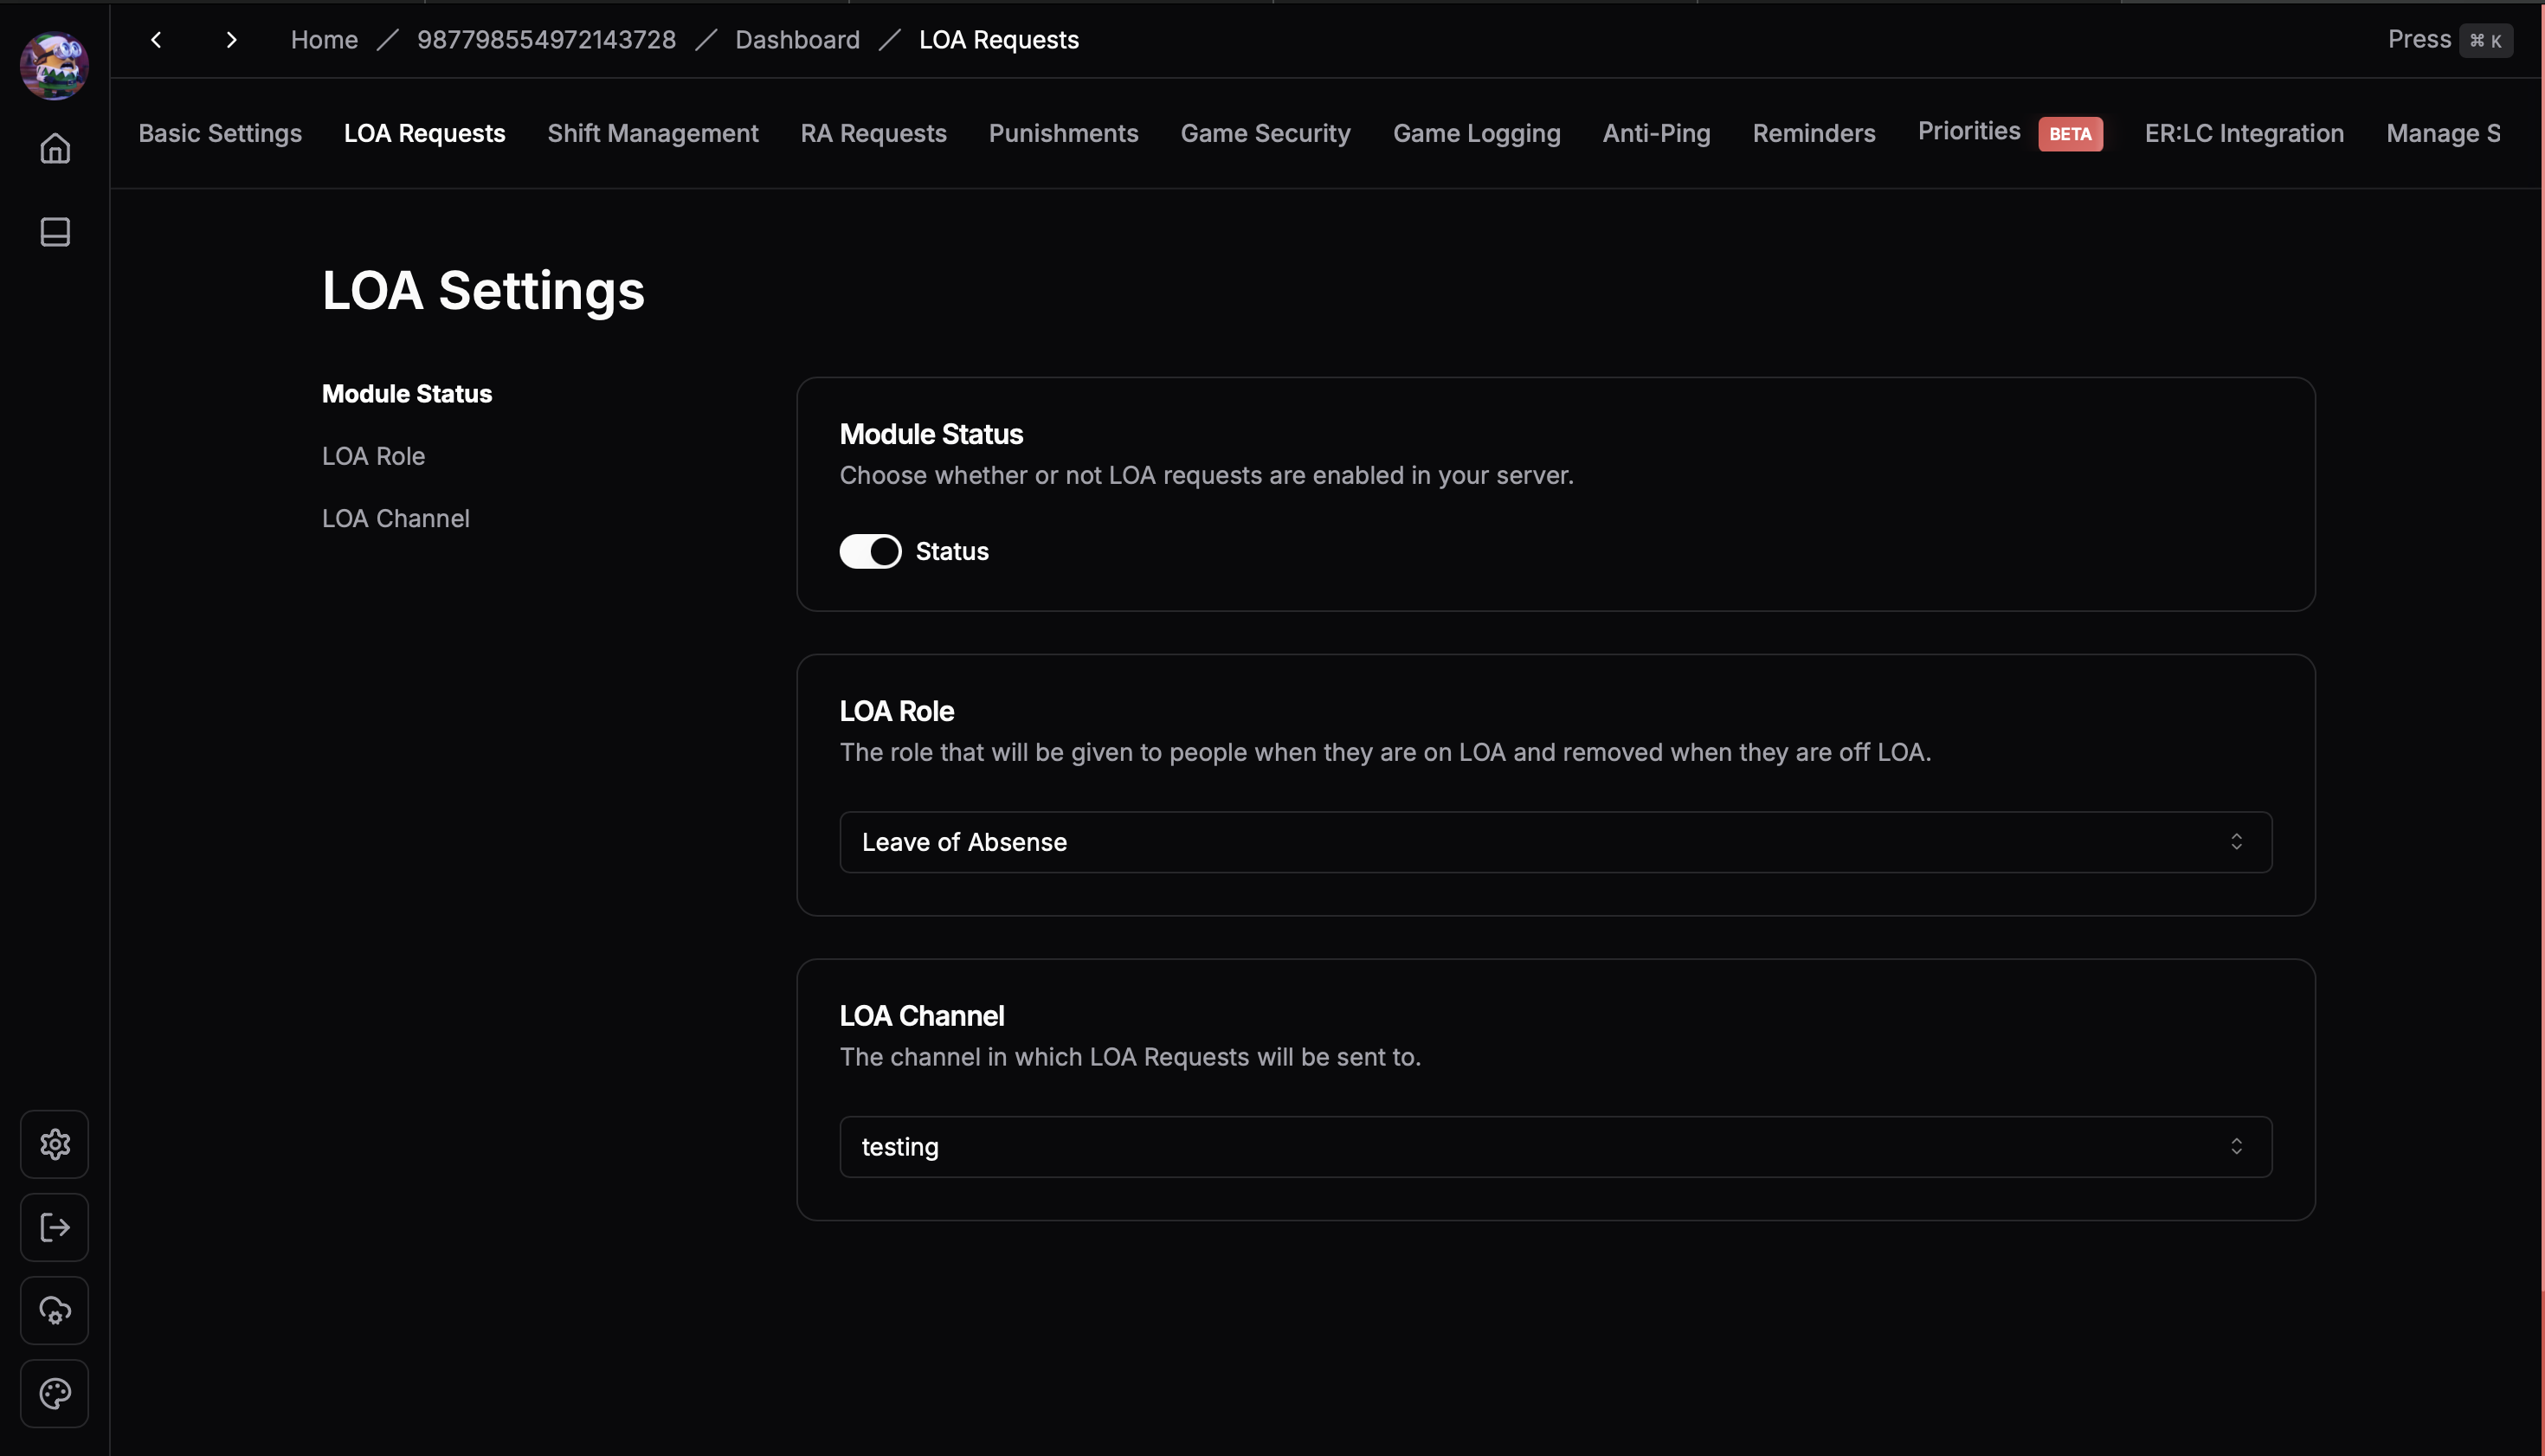 Home / 987798554972143728 / Dashboard / LOA Requests
Press ⌘ K
Basic Settings LOA Requests Shift Management RA Requests Punishments Game Security Game Logging Anti-Ping Reminders Priorities BETA ER:LC Integration Manage S
LOA Settings
Module Status
LOA Role
LOA Channel
Module Status
Choose whether or not LOA requests are enabled in your server.
Status
LOA Role
The role that will be given to people when they are on LOA and removed when they are off LOA.
Leave of Absense
LOA Channel
The channel in which LOA Requests will be sent to.
testing